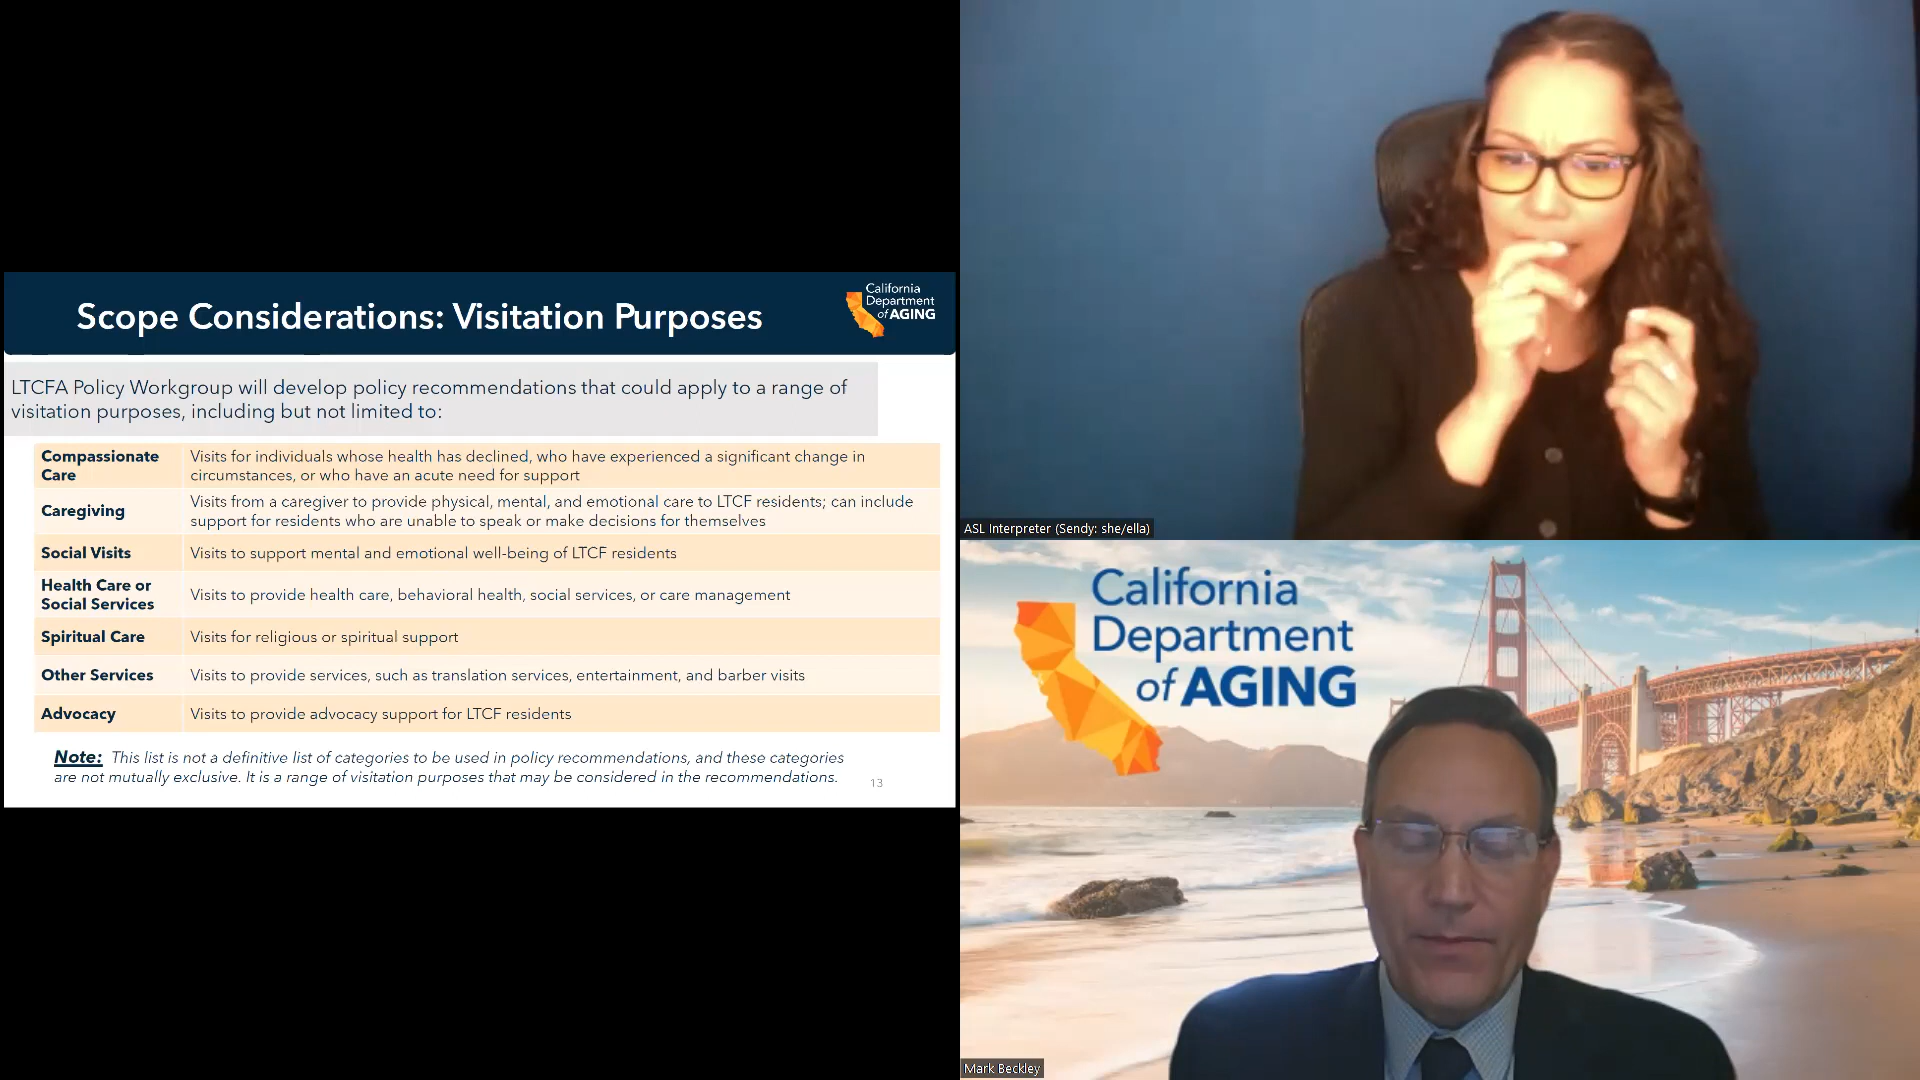 Scope Considerations: Visitation Purposes
California
Department
of AGING
LTCFA Policy Workgroup will develop policy recommendations that could apply to a range of
visitation purposes, including but not limited to:
Compassionate
Care
Visits for individuals whose health has declined, who have experienced a significant change in
circumstances, or who have an acute need for support
Caregiving
Visits from a caregiver to provide physical, mental, and emotional care to LTCF residents; can include
support for residents who are unable to speak or make decisions for themselves
Social Visits
Visits to support mental and emotional well-being of LTCF residents
Health Care or
Social Services
Visits to provide health care, behavioral health, social services, or care management
Spiritual Care
Visits for religious or spiritual support
Other Services
Visits to provide services, such as translation services, entertainment, and barber visits
Advocacy
Visits to provide advocacy support for LTCF residents
Note: This list is not a definitive list of categories to be used in policy recommendations, and these categories
are not mutually exclusive. It is a range of visitation purposes that may be considered in the recommendations.
13
ASL Interpreter (Sendy: she/ella)
California
Department
of AGING
Mark Beckley